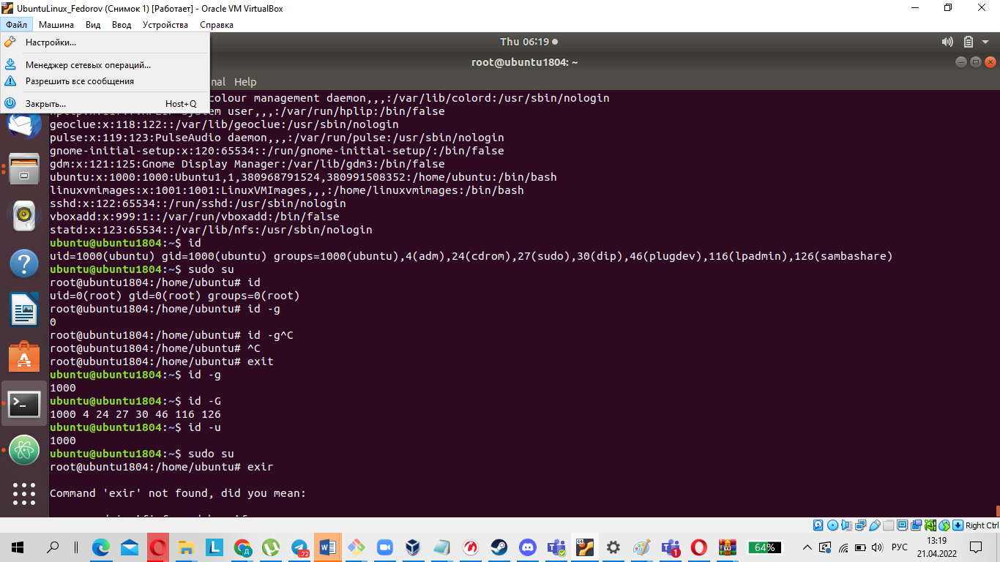 UbuntuLinux_Fedorov (Снимок 1) [Работает] - Oracle VM VirtualBox
Файл Машина Вид Ввод Устройства Справка
Настройки...
Менеджер сетевых операций...
Разрешить все сообщения
Закрыть... Host+Q
Thu 06:19
root@ubuntu1804: ~
nal Help
colour management daemon,,,:/var/lib/colord:/usr/sbin/nologin
system user,,,:/var/run/hplip:/bin/false
geoclue:x:118:122::/var/lib/geoclue:/usr/sbin/nologin
pulse:x:119:123:PulseAudio daemon,,,:/var/run/pulse:/usr/sbin/nologin
gnome-initial-setup:x:120:65534::/run/gnome-initial-setup/:/bin/false
gdm:x:121:125:Gnome Display Manager:/var/lib/gdm3:/bin/false
ubuntu:x:1000:1000:Ubuntu1,1,380968791524,380991508352:/home/ubuntu:/bin/bash
linuxvmimages:x:1001:1001:LinuxVMImages,,,:/home/linuxvmimages:/bin/bash
sshd:x:122:65534::/run/sshd:/usr/sbin/nologin
vboxadd:x:999:1::/var/run/vboxadd:/bin/false
statd:x:123:65534::/var/lib/nfs:/usr/sbin/nologin
ubuntu@ubuntu1804:~$ id
uid=1000(ubuntu) gid=1000(ubuntu) groups=1000(ubuntu),4(adm),24(cdrom),27(sudo),30(dip),46(plugdev),116(lpadmin),126(sambashare)
ubuntu@ubuntu1804:~$ sudo su
root@ubuntu1804:/home/ubuntu# id
uid=0(root) gid=0(root) groups=0(root)
root@ubuntu1804:/home/ubuntu# id -g
0
root@ubuntu1804:/home/ubuntu# id -g^C
root@ubuntu1804:/home/ubuntu# ^C
root@ubuntu1804:/home/ubuntu# exit
ubuntu@ubuntu1804:~$ id -g
1000
ubuntu@ubuntu1804:~$ id -G
1000 4 24 27 30 46 116 126
ubuntu@ubuntu1804:~$ id -u
1000
ubuntu@ubuntu1804:~$ sudo su
root@ubuntu1804:/home/ubuntu# exir
Command 'exir' not found, did you mean:
Right Ctrl
64%
РУС
13:19
21.04.2022